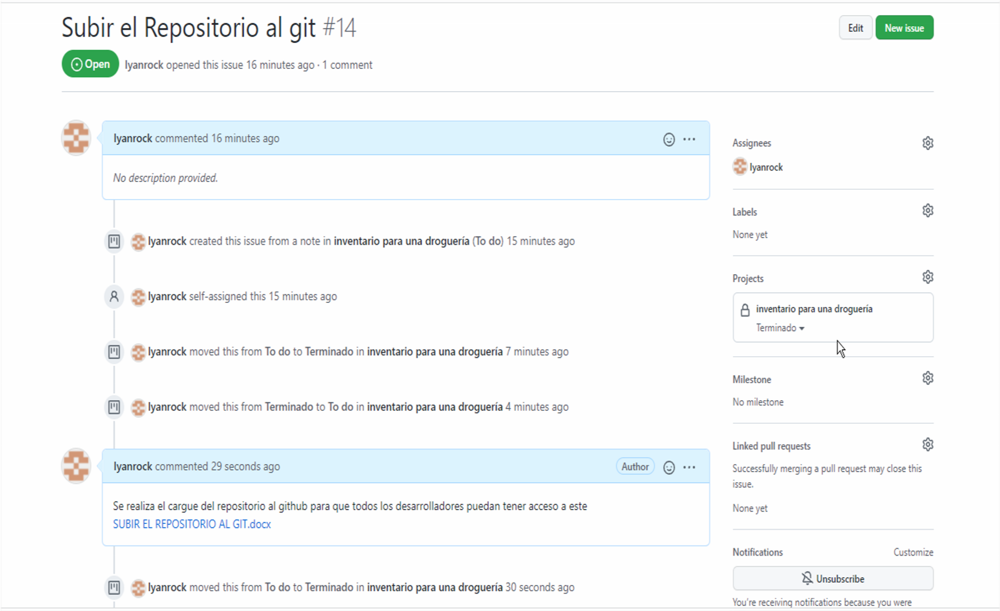 Subir el Repositorio al git #14
Edit
New issue
Open
lyanrock opened this issue 16 minutes ago · 1 comment
lyanrock commented 16 minutes ago
No description provided.
lyanrock created this issue from a note in inventario para una droguería (To do) 15 minutes ago
lyanrock self-assigned this 15 minutes ago
lyanrock moved this from To do to Terminado in inventario para una droguería 7 minutes ago
lyanrock moved this from Terminado to To do in inventario para una droguería 4 minutes ago
lyanrock commented 29 seconds ago
Author
Se realiza el cargue del repositorio al github para que todos los desarrolladores puedan tener acceso a este
SUBIR EL REPOSITORIO AL GIT.docx
lyanrock moved this from To do to Terminado in inventario para una droguería 30 seconds ago
Assignees
lyanrock
Labels
None yet
Projects
inventario para una droguería
Terminado
Milestone
No milestone
Linked pull requests
Successfully merging a pull request may close this
issue.
None yet
Notifications
Customize
Unsubscribe
You're receiving notifications because you were